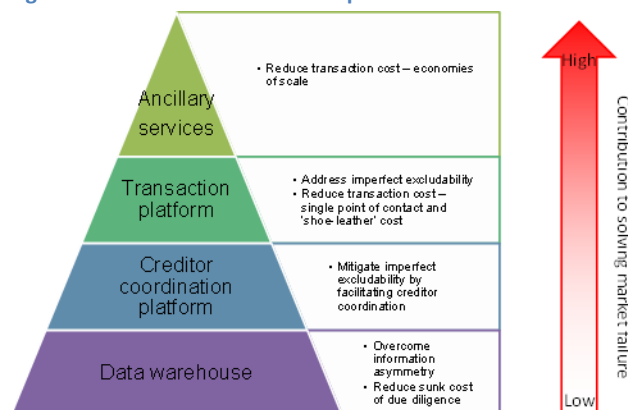 Ancillary
services
• Reduce transaction cost – economies
of scale
Transaction
platform
• Address imperfect excludability
• Reduce transaction cost –
single point of contact and
'shoe-leather' cost
Creditor
coordination
platform
• Mitigate imperfect
excludability by
facilitating creditor
coordination
Data warehouse
• Overcome
information
asymmetry
• Reduce sunk cost
of due diligence
High
Contribution to solving market failure
Low